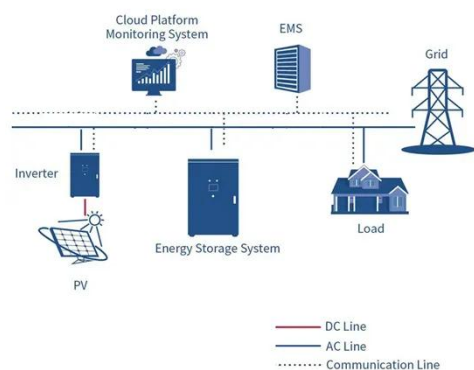 Cloud Platform
Monitoring System
EMS
Grid
Inverter
Energy Storage System
Load
PV
DC Line
AC Line
Communication Line